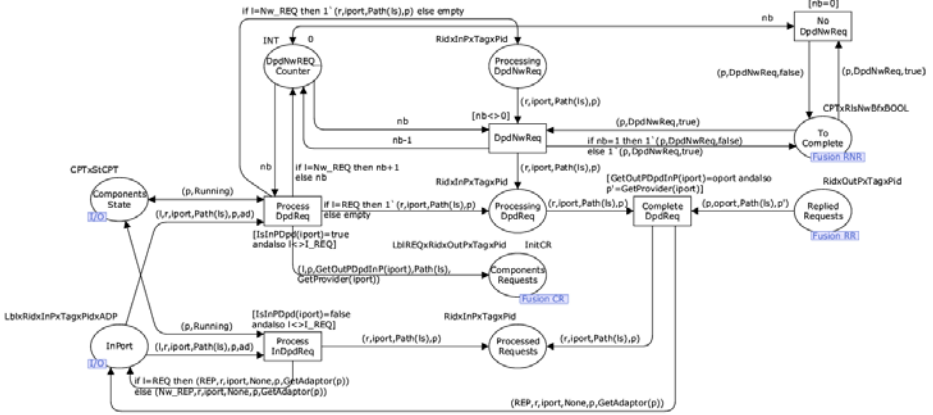 if l=Nw_REQ then 1`(r,iport,Path(ls),p) else empty
[nb=0]
No
DpdNwReq
nb
INT
0
DpdNwREQ
Counter
RidxInPxTagxPid
Processing
DpdNwReq
(p,DpdNwReq,false)
(p,DpdNwReq,true)
(r,iport,Path(ls),p)
CPTxRlsNwBfxBOOL
[nb<>0]
DpdNwReq
nb
nb-1
(p,DpdNwReq,true)
if nb=1 then 1`(p,DpdNwReq,false)
else 1`(p,DpdNwReq,true)
To
Complete
Fusion RNR
nb
if l=Nw_REQ then nb+1
else nb
(r,iport,Path(ls),p)
CPTxStCPT
Components
State
I/O
(p,Running)
(l,r,iport,Path(ls),p,ad)
Process
DpdReq
[IsInPDpd(iport)=true
andalso l<>I_REQ]
if l=REQ then 1`(r,iport,Path(ls),p)
else empty
RidxInPxTagxPid
Processing
DpdReq
(r,iport,Path(ls),p)
[GetOutPDpdInP(iport)=oport andalso
p'=GetProvider(iport)]
Complete
DpdReq
(p,oport,Path(ls),p')
RidxOutPxTagxPid
Replied
Requests
Fusion RR
LblREQxRidxOutPxTagxPid
InitCR
(l,p,GetOutPDpdInP(iport),Path(ls),
GetProvider(iport))
Components
Requests
Fusion CR
LblxRidxInPxTagxPidxADP
InPort
I/O
(p,Running)
(l,r,iport,Path(ls),p,ad)
[IsInPDpd(iport)=false
andalso l<>I_REQ]
Process
InDpdReq
(r,iport,Path(ls),p)
RidxInPxTagxPid
Processed
Requests
(r,iport,Path(ls),p)
if l=REQ then (REP,r,iport,None,p,GetAdaptor(p))
else (Nw_REP,r,iport,None,p,GetAdaptor(p))
(REP,r,iport,None,p,GetAdaptor(p))